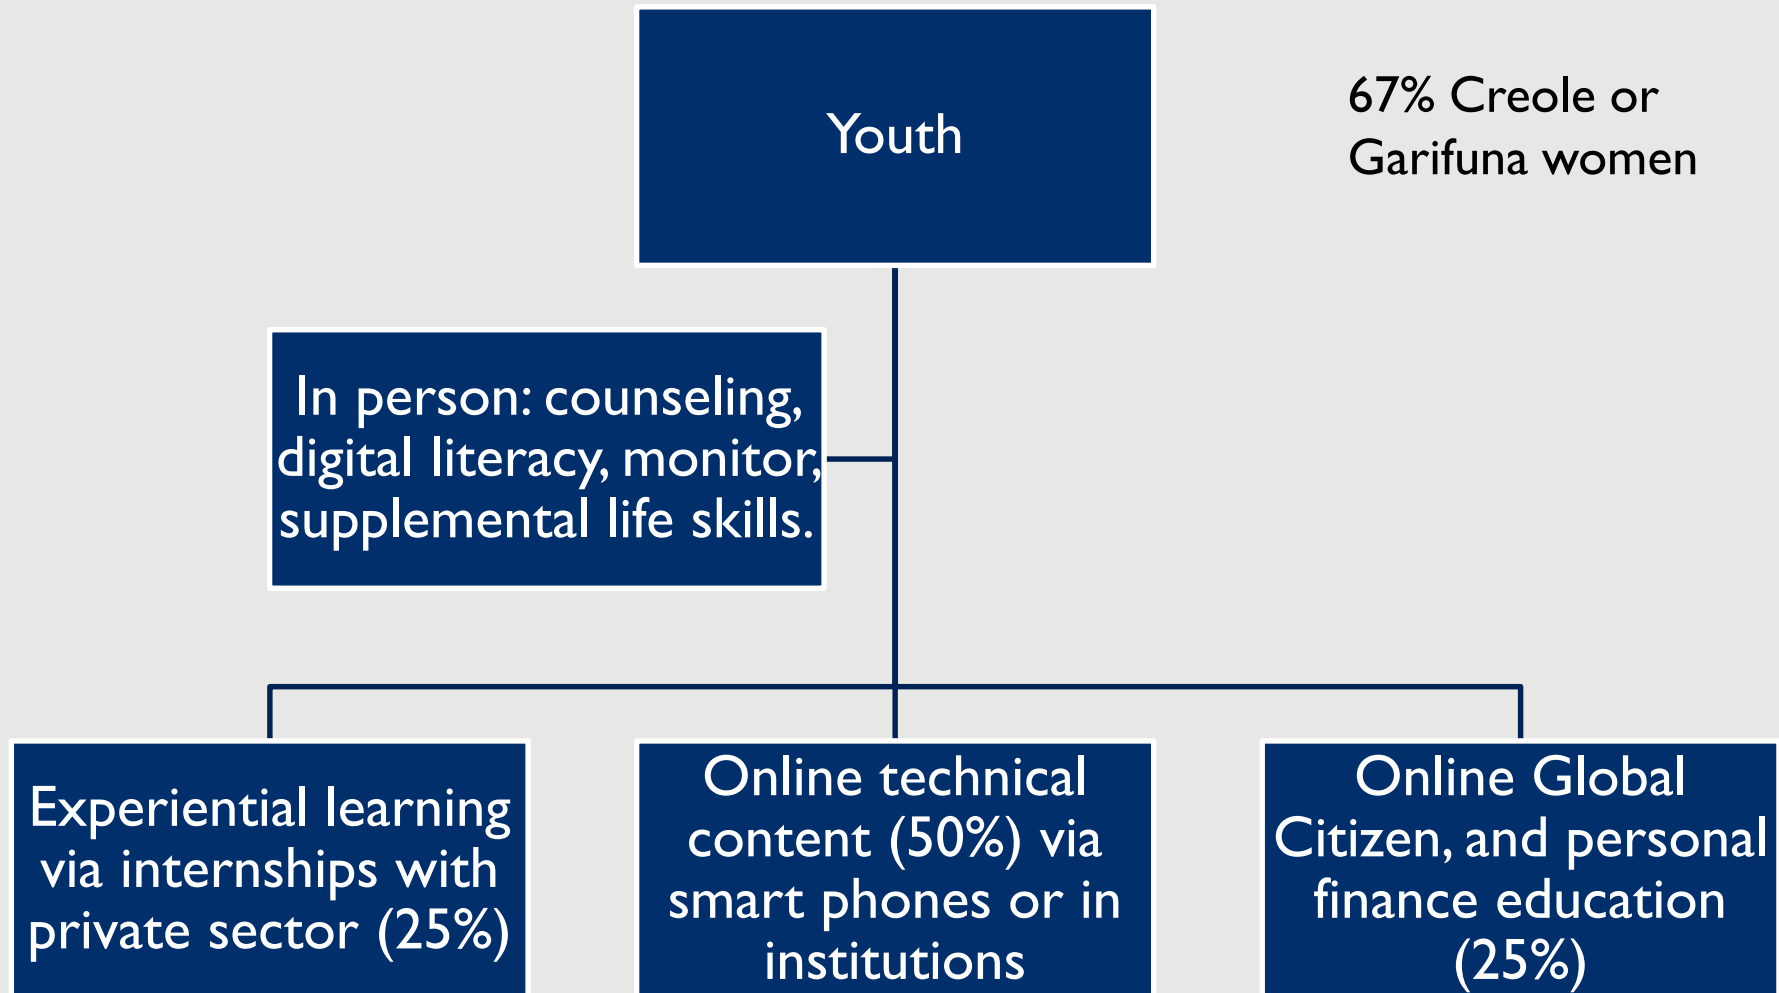 Youth
67% Creole or
Garifuna women
In person: counseling,
digital literacy, monitor,
supplemental life skills.
Experiential learning
via internships with
private sector (25%)
Online technical
content (50%) via
smart phones or in
institutions
Online Global
Citizen, and personal
finance education
(25%)